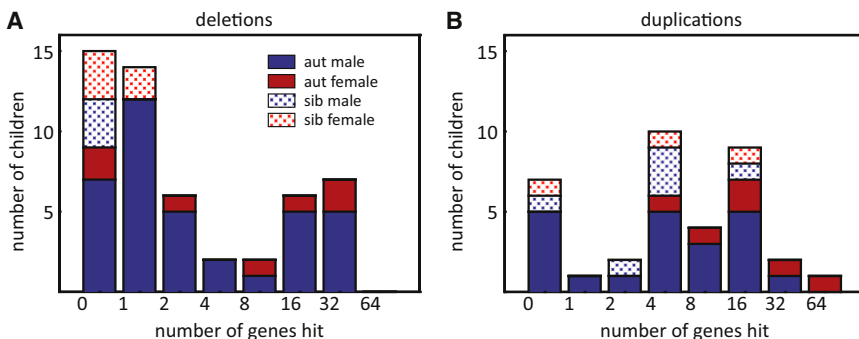 A
deletions
15
10
5
number of children
aut male
aut female
sib male
sib female
0 1 2 4 8 16 32 64
number of genes hit
B
duplications
15
10
5
number of children
0 1 2 4 8 16 32 64
number of genes hit